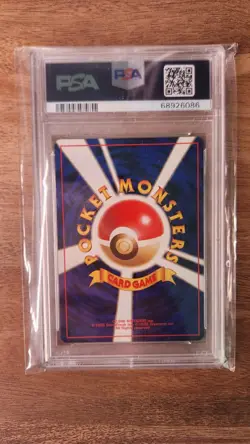 PSA
PSA
68926086
POCKET MONSTERS
CARD GAME